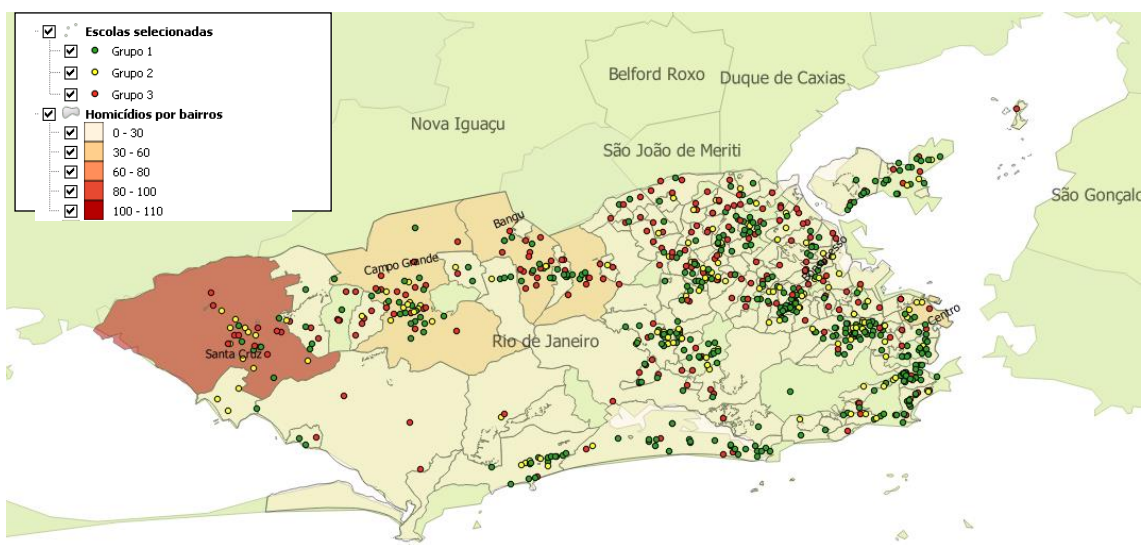 Escolas selecionadas
Grupo 1
Grupo 2
Grupo 3
Homicídios por bairros
0 - 30
30 - 60
60 - 80
80 - 100
100 - 110
Belford Roxo
Duque de Caxias
Nova Iguaçu
São João de Meriti
São Gonçalo
Bangu
Campo Grande
Centro
Rio de Janeiro
Santa Cruz